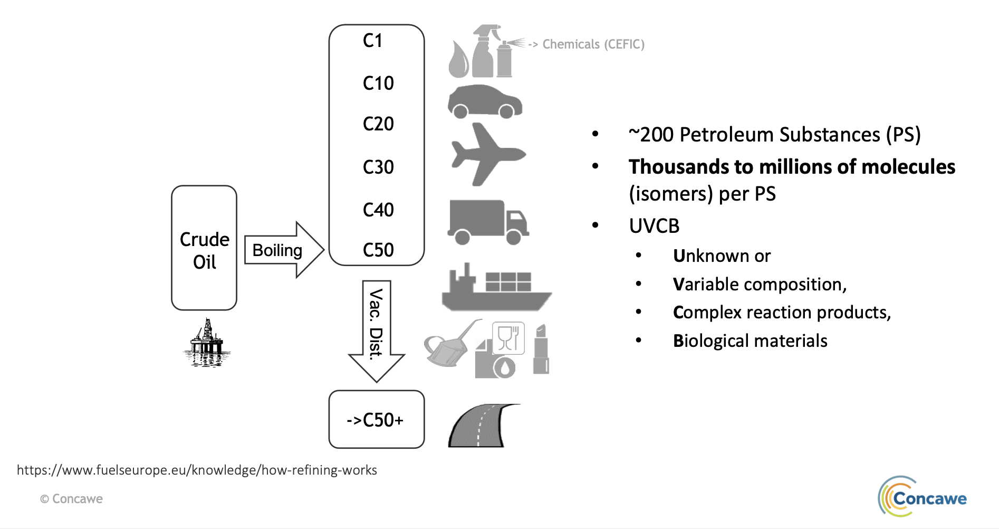 C1
C10
C20
C30
C40
C50
-> Chemicals (CEFIC)
Crude
Oil
Boiling
Vac. Dist.
->C50+
• ~200 Petroleum Substances (PS)
• Thousands to millions of molecules
(isomers) per PS
• UVCB
• Unknown or
• Variable composition,
• Complex reaction products,
• Biological materials
https://www.fuelseurope.eu/knowledge/how-refining-works
© Concawe
Concawe